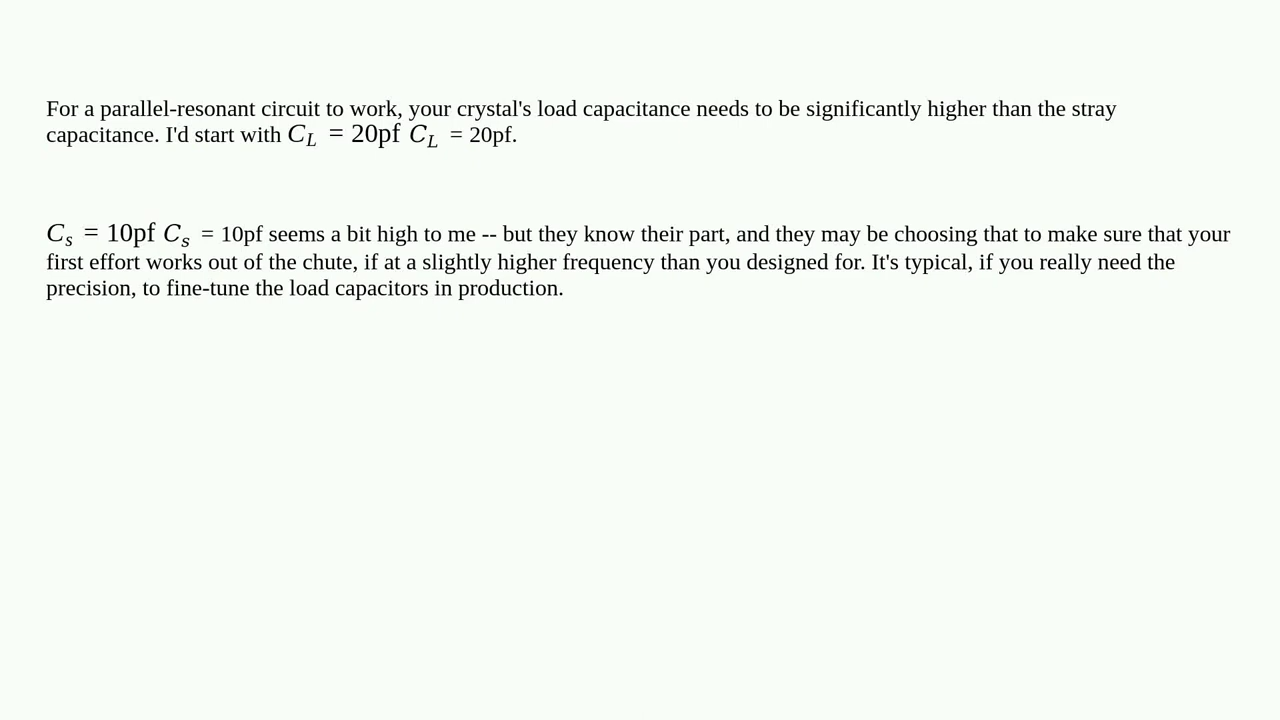 For a parallel-resonant circuit to work, your crystal's load capacitance needs to be significantly higher than the stray
capacitance. I'd start with C_L = 20pf C_L = 20pf.
C_s = 10pf C_s = 10pf seems a bit high to me -- but they know their part, and they may be choosing that to make sure that your
first effort works out of the chute, if at a slightly higher frequency than you designed for. It's typical, if you really need the
precision, to fine-tune the load capacitors in production.